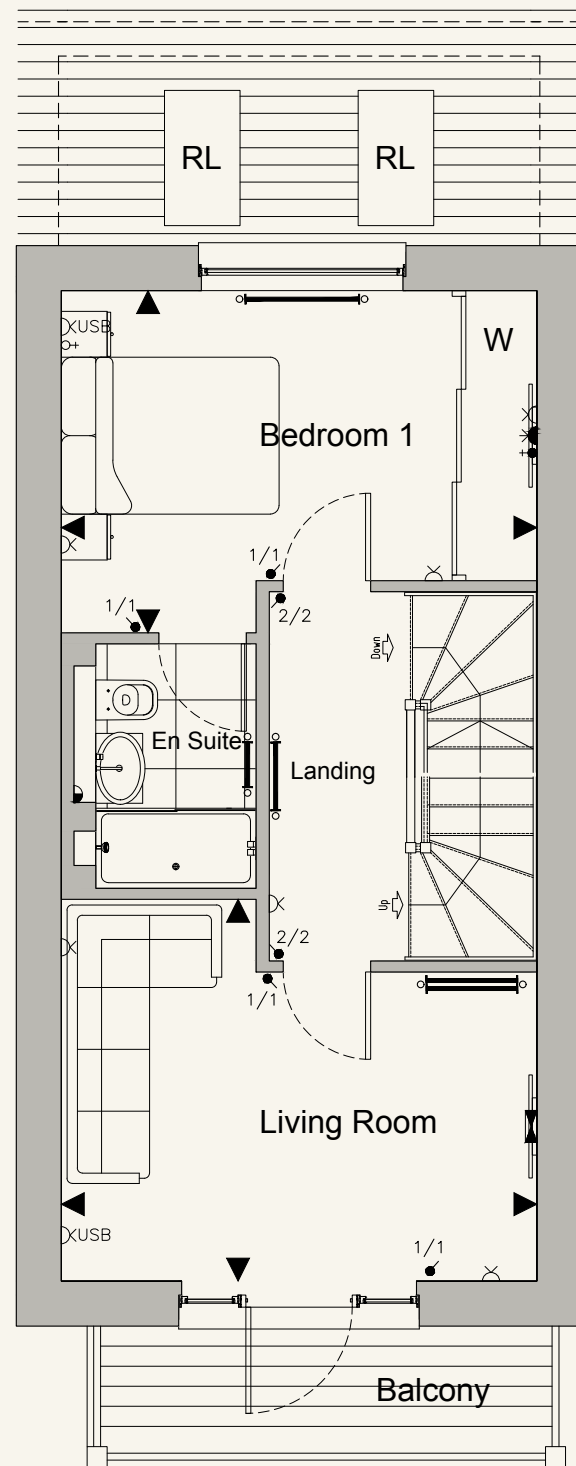 RL RL
USB
W
Bedroom 1
1/1
1/1
2/2
Down
En Suite
Landing
Up
2/2
1/1
Living Room
USB
1/1
Balcony